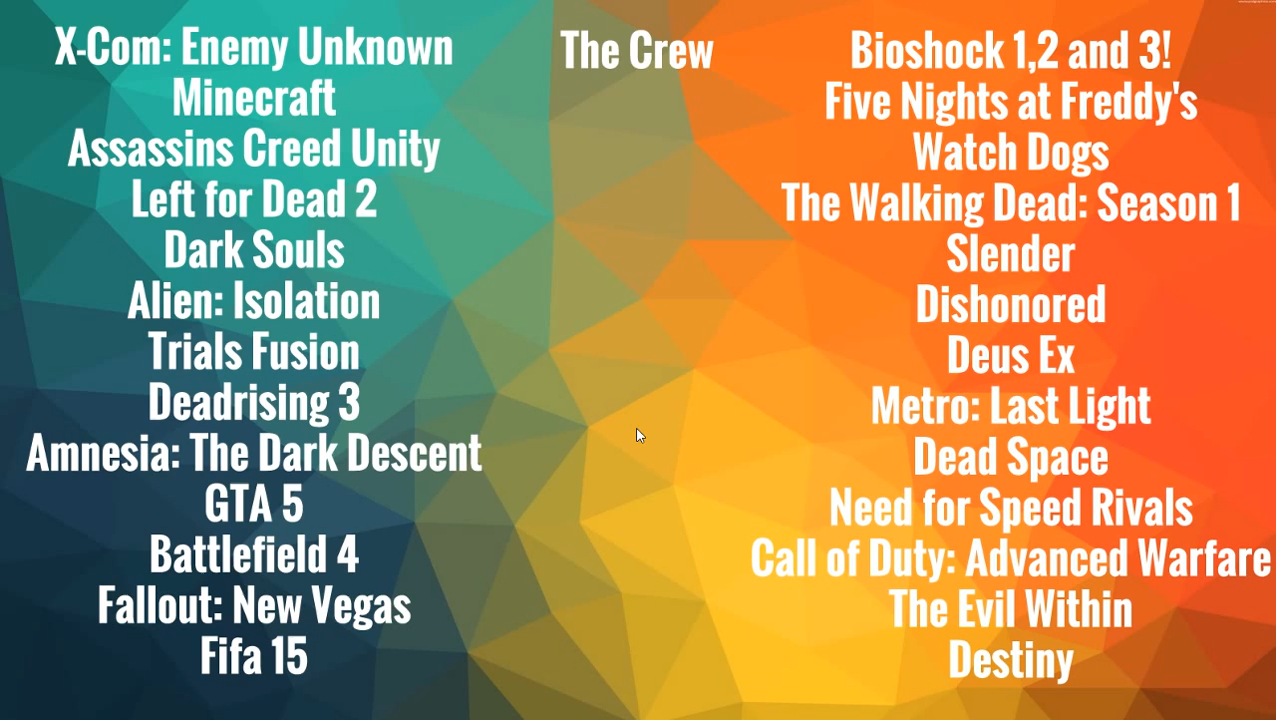 X-Com: Enemy Unknown
Minecraft
Assassins Creed Unity
Left for Dead 2
Dark Souls
Alien: Isolation
Trials Fusion
Deadrising 3
Amnesia: The Dark Descent
GTA 5
Battlefield 4
Fallout: New Vegas
Fifa 15
The Crew
Bioshock 1,2 and 3!
Five Nights at Freddy's
Watch Dogs
The Walking Dead: Season 1
Slender
Dishonored
Deus Ex
Metro: Last Light
Dead Space
Need for Speed Rivals
Call of Duty: Advanced Warfare
The Evil Within
Destiny